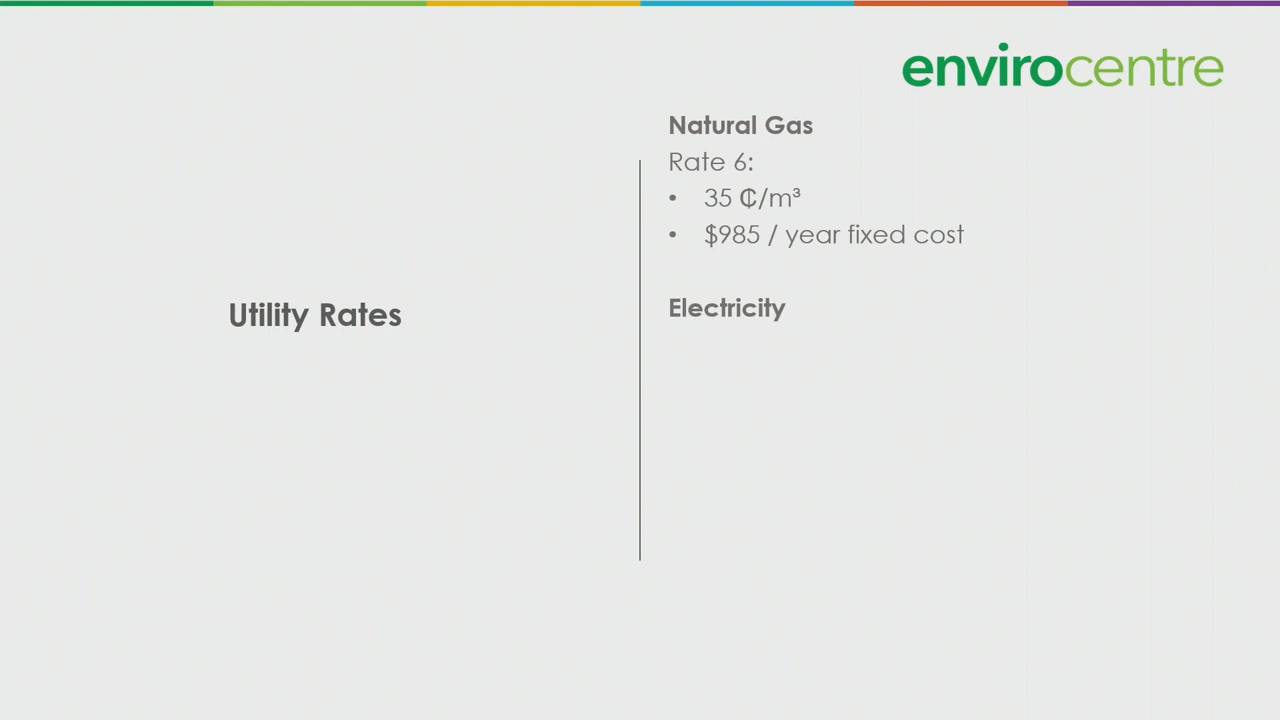 envirocentre
Utility Rates
Natural Gas
Rate 6:
• 35 ₵/m³
• $985 / year fixed cost
Electricity